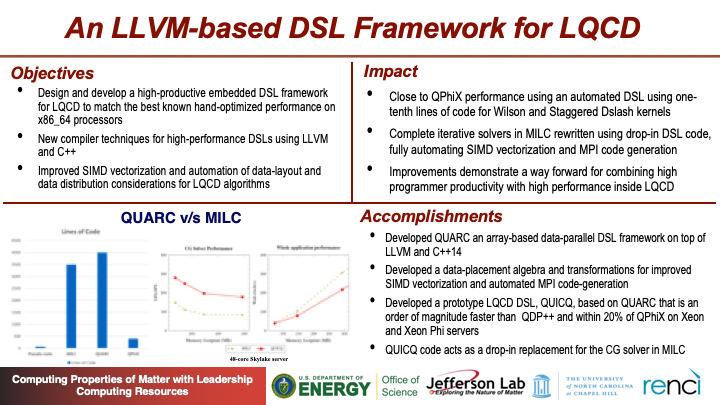 An LLVM-based DSL Framework for LQCD
Objectives
• Design and develop a high-productive embedded DSL framework
for LQCD to match the best known hand-optimized performance on
x86_64 processors
• New compiler techniques for high-performance DSLs using LLVM
and C++
• Improved SIMD vectorization and automation of data-layout and
data distribution considerations for LQCD algorithms
Impact
• Close to QPhiX performance using an automated DSL using one-
tenth lines of code for Wilson and Staggered Dslash kernels
• Complete iterative solvers in MILC rewritten using drop-in DSL code,
fully automating SIMD vectorization and MPI code generation
• Improvements demonstrate a way forward for combining high
programmer productivity with high performance inside LQCD
QUARC v/s MILC
Lines of Code
CG Solver Performance
Whole application performance
48-core Skylake server
Accomplishments
• Developed QUARC an array-based data-parallel DSL framework on top of
LLVM and C++14
• Developed a data-placement algebra and transformations for improved
SIMD vectorization and automated MPI code-generation
• Developed a prototype LQCD DSL, QUICQ, based on QUARC that is an
order of magnitude faster than QDP++ and within 20% of QPhiX on Xeon
and Xeon Phi servers
• QUICQ code acts as a drop-in replacement for the CG solver in MILC
Computing Properties of Matter with Leadership
Computing Resources
U.S. DEPARTMENT OF
ENERGY
Office of
Science
Jefferson Lab
Exploring the Nature of Matter
THE UNIVERSITY
OF NORTH CAROLINA
AT CHAPEL HILL
renci